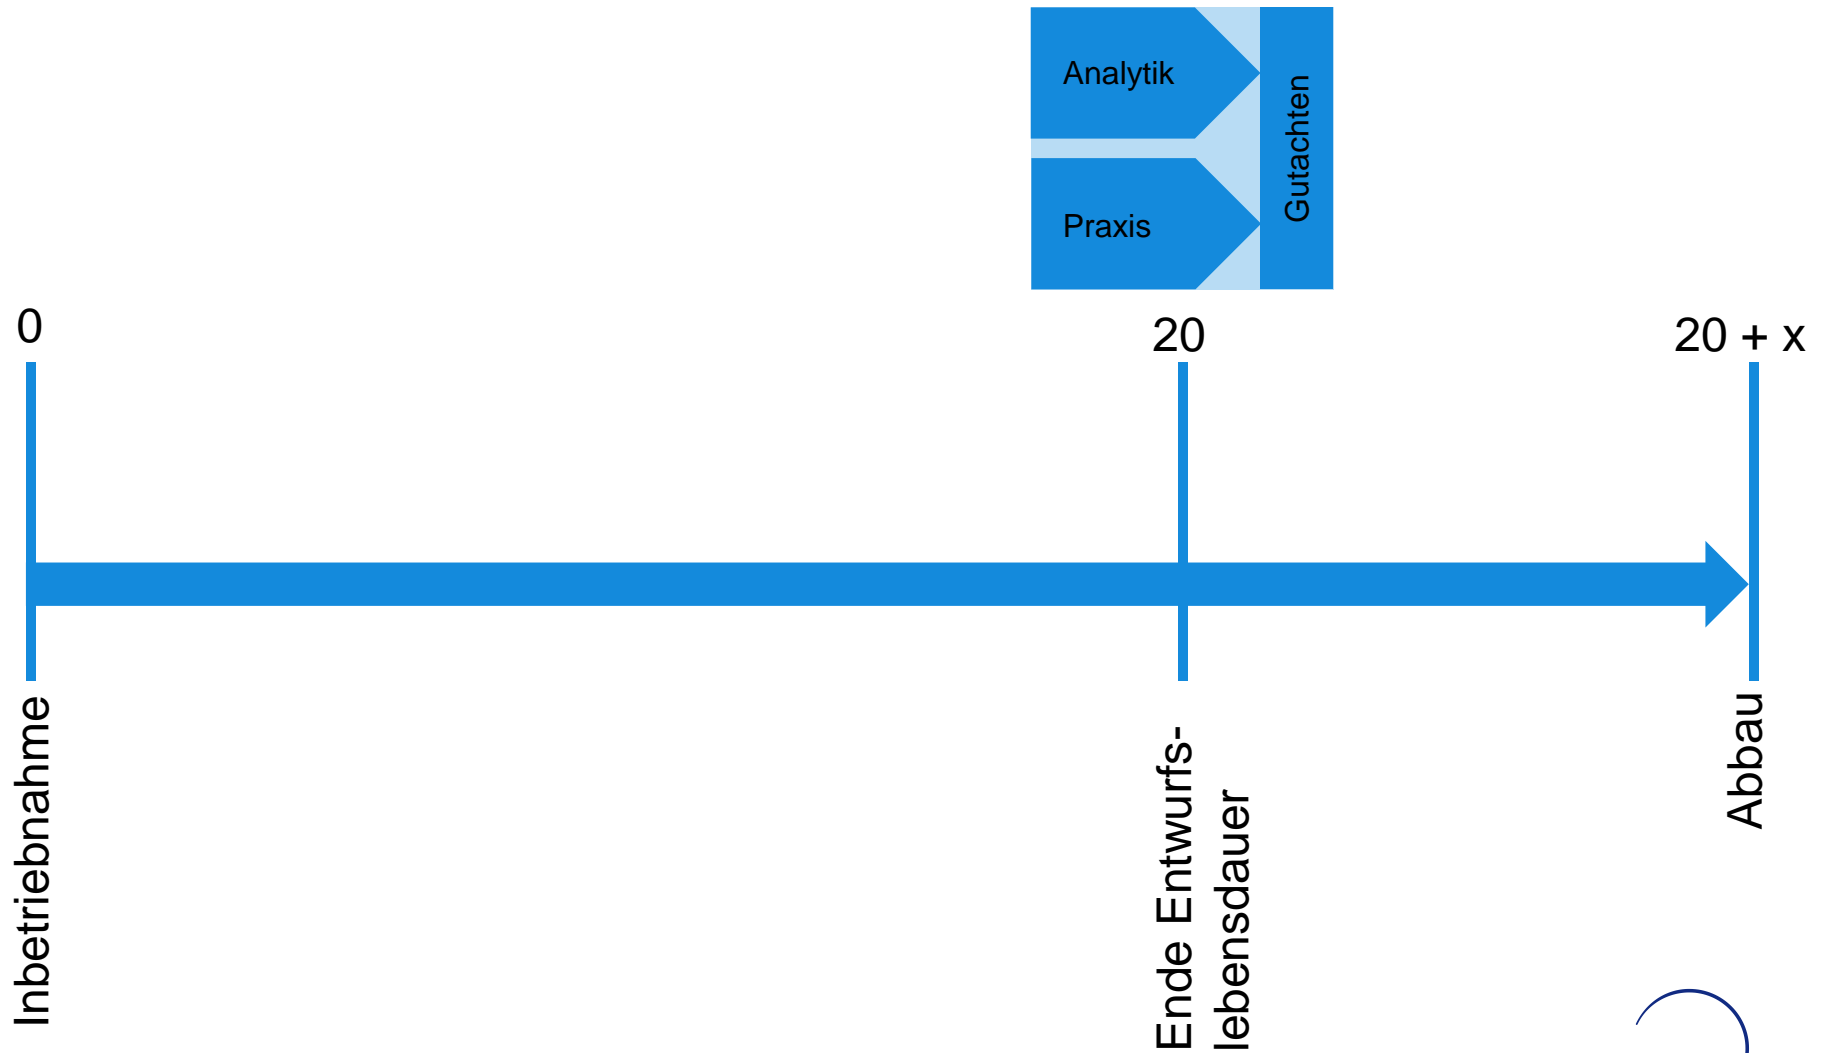 Analytik
Praxis
Gutachten
0
20
20 + x
Inbetriebnahme
Ende Entwurfs-
lebensdauer
Abbau